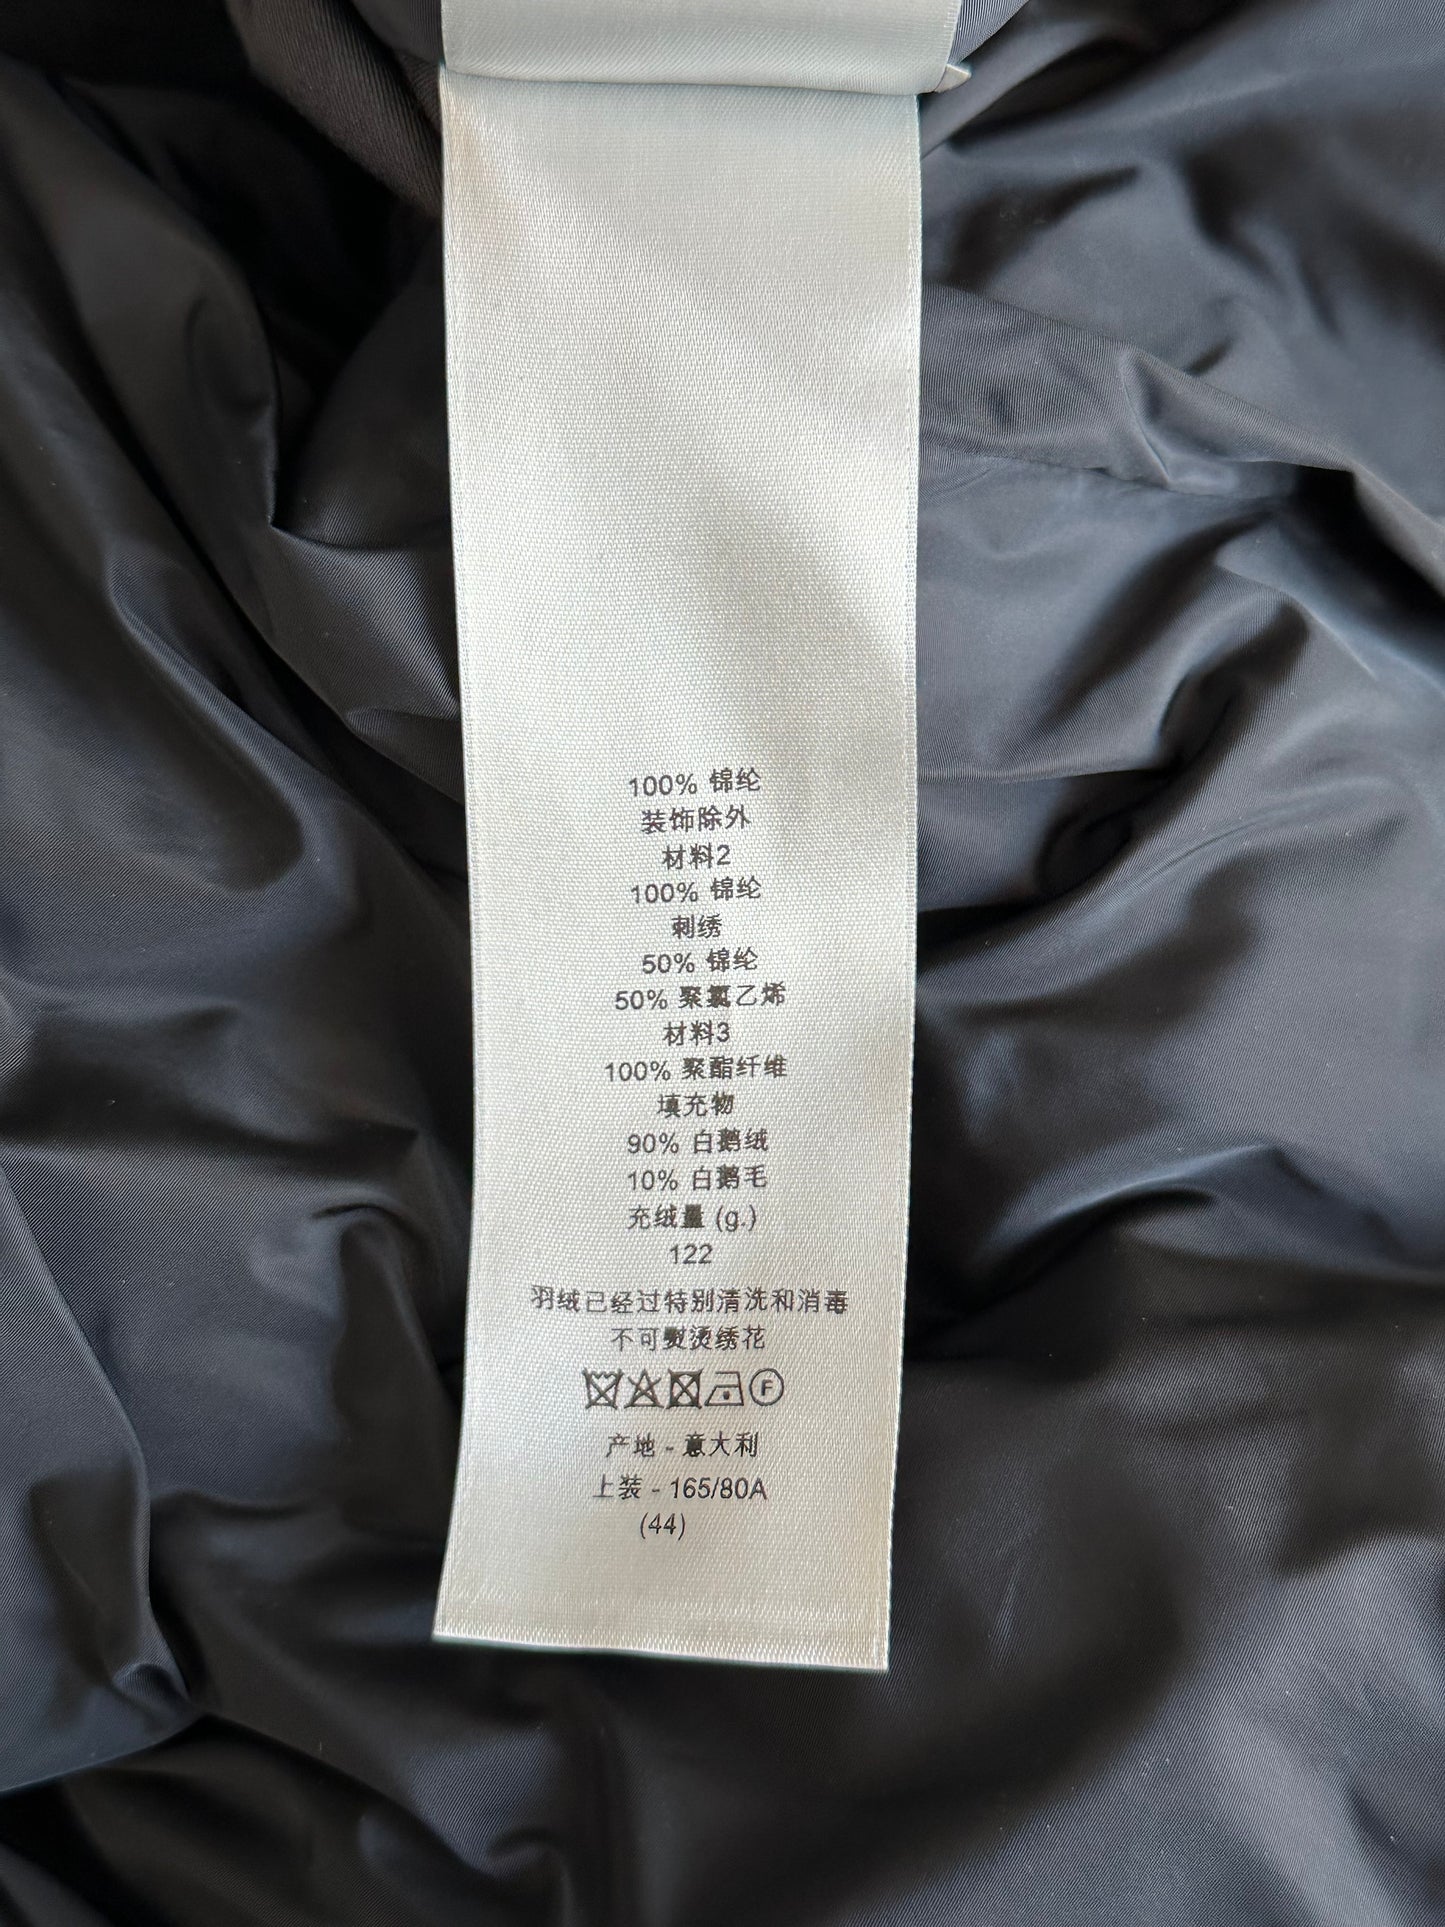 100% 锦纶
装饰除外
材料2
100% 锦纶
刺绣
50% 锦纶
50% 聚氯乙烯
材料3
100% 聚酯纤维
填充物
90% 白鹅绒
10% 白鹅毛
充绒量 (g.)
122
羽绒已经过特别清洗和消毒
不可熨烫绣花
F
产地 - 意大利
上装 - 165/80A
(44)